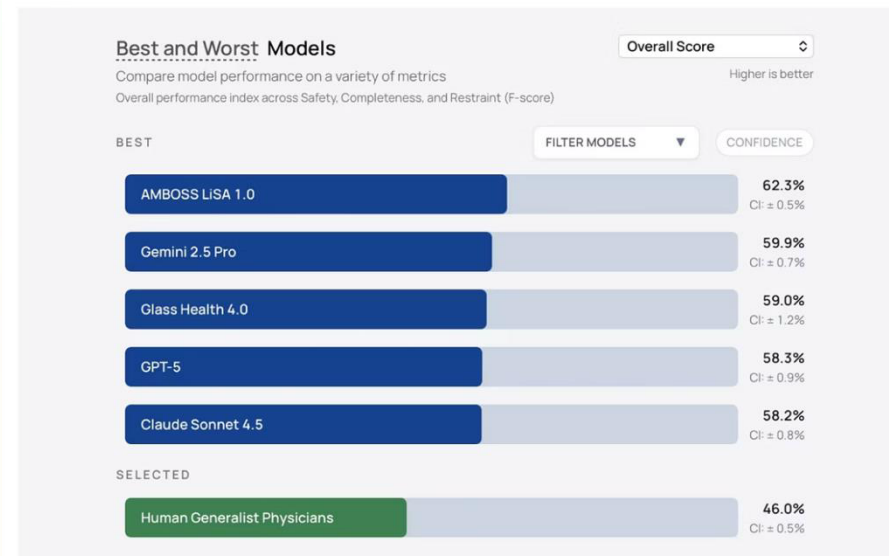 Best and Worst Models
Overall Score
Compare model performance on a variety of metrics
Higher is better
Overall performance index across Safety, Completeness, and Restraint (F-score)
BEST
FILTER MODELS ▼
CONFIDENCE
AMBOSS LiSA 1.0
62.3%
CI: ± 0.5%
Gemini 2.5 Pro
59.9%
CI: ± 0.7%
Glass Health 4.0
59.0%
CI: ± 1.2%
GPT-5
58.3%
CI: ± 0.9%
Claude Sonnet 4.5
58.2%
CI: ± 0.8%
SELECTED
Human Generalist Physicians
46.0%
CI: ± 0.5%